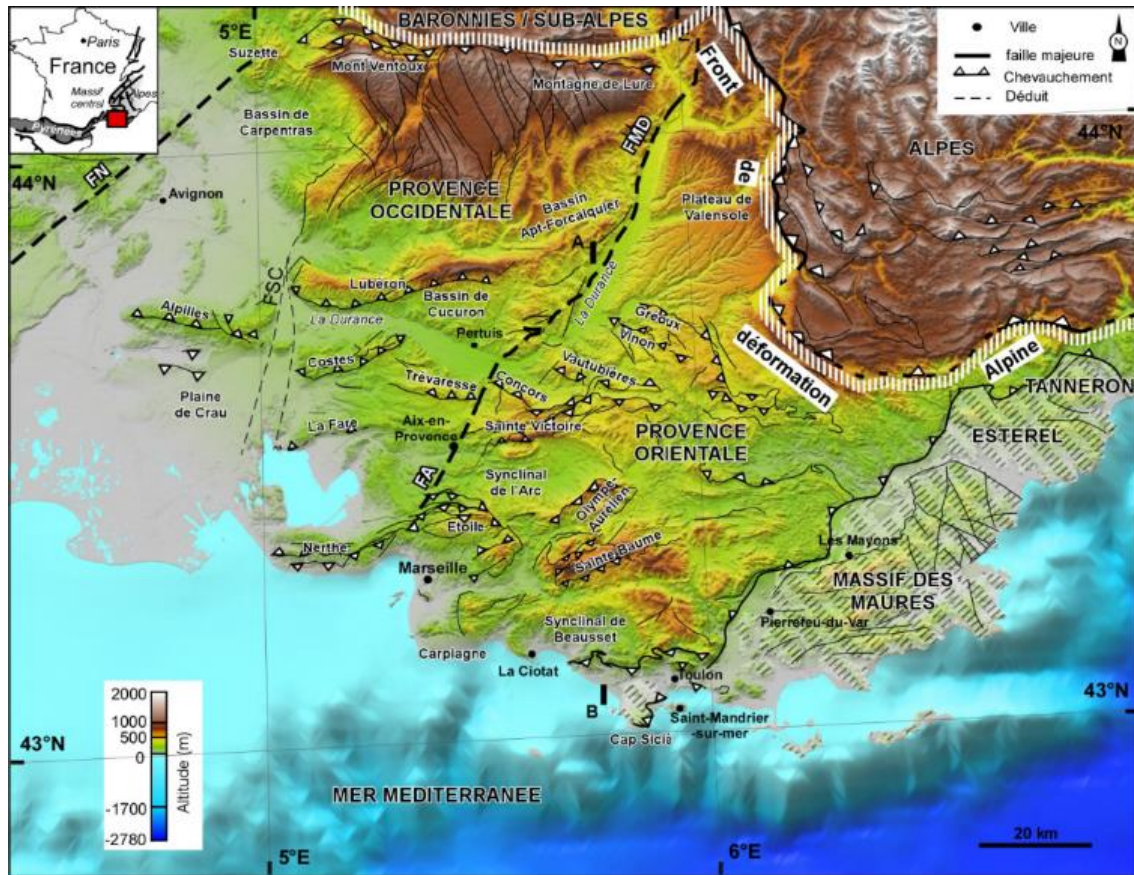 Paris
France
Massif
central
Alpes
Pyrénées
5°E
Suzette
BARONNIES / SUB-ALPES
Mont Ventoux
Montagne de Lure
Ville
N
faille majeure
Chevauchement
Déduit
Front
de
déformation
Alpine
44°N
44°N
Bassin de
Carpentras
FN
Avignon
PROVENCE
OCCIDENTALE
FMD
ALPES
Plateau de
Valensole
Bassin
Apt-Forcalquier
A
FSC
Lubéron
Bassin de
Cucuron
La Durance
La Durance
Alpilles
Pertuis
Gréoux
Vinon
Costes
Vautubières
Trévaresse
Concors
Plaine
de Crau
La Fare
Aix-en-
Provence
Sainte Victoire
PROVENCE
ORIENTALE
TANNERON
ESTEREL
FA
Synclinal
de l'Arc
Olympe-
Aurélien
Etoile
Nerthe
Sainte Baume
Marseille
Les Mayons
MASSIF DES
MAURES
Pierrefeu-du-Var
Synclinal de
Beausset
Carpiagne
La Ciotat
Toulon
B
Saint-Mandrier
-sur-mer
Cap Sicié
43°N
43°N
2000
1000
500
0
-1700
-2780
Altitude (m)
MER MEDITERRANEE
20 km
5°E
6°E